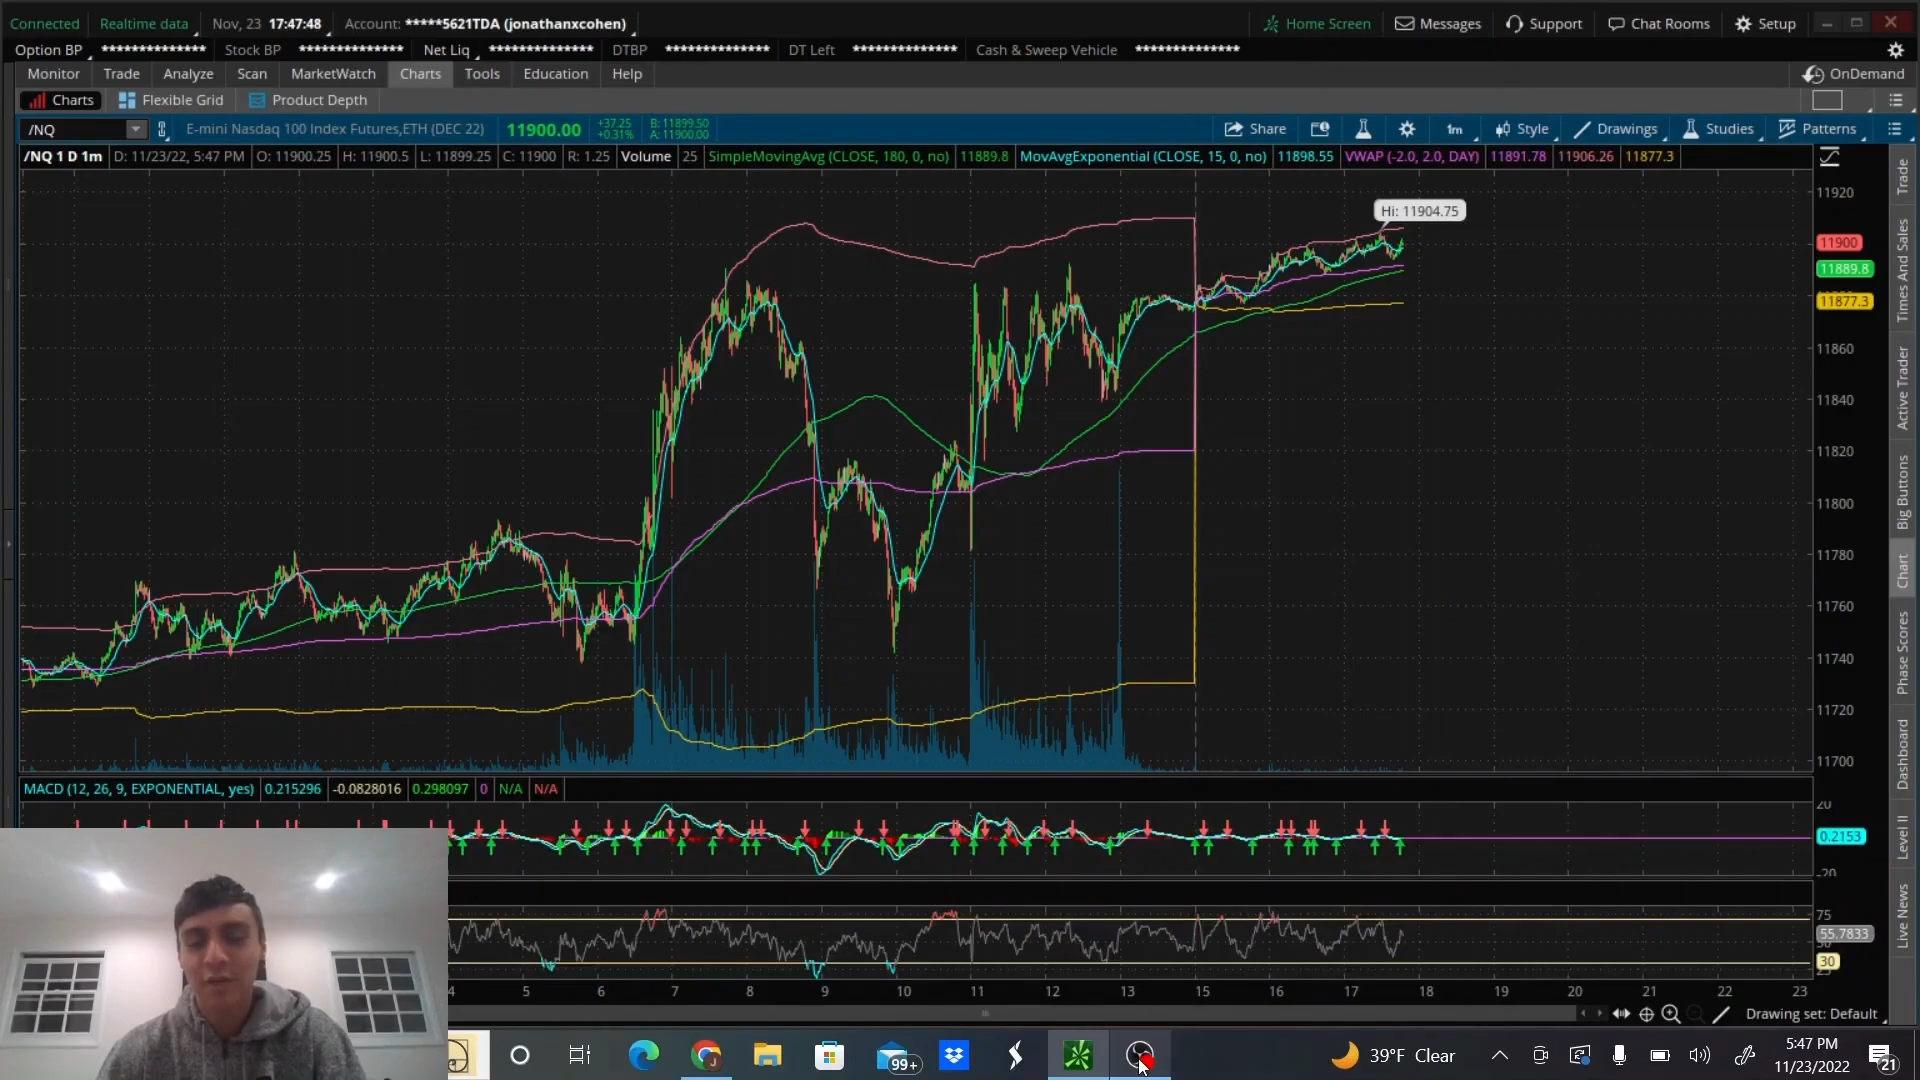 Connected Realtime data Nov, 23 17:47:48 Account: *****5621TDA (jonathanxcohen) Home Screen Messages Support Chat Rooms Setup
Option BP ************** Stock BP ************** Net Liq ************** DTBP ************** DT Left ************** Cash & Sweep Vehicle **************
Monitor Trade Analyze Scan MarketWatch Charts Tools Education Help OnDemand
Charts Flexible Grid Product Depth
/NQ E-mini Nasdaq 100 Index Futures,ETH (DEC 22) 11900.00 +37.25 +0.31% B: 11899.50 A: 11900.00 Share 1m Style Drawings Studies Patterns
/NQ 1 D 1m D: 11/23/22, 5:47 PM O: 11900.25 H: 11900.5 L: 11899.25 C: 11900 R: 1.25 Volume 25 SimpleMovingAvg (CLOSE, 180, 0, no) 11889.8 MovAvgExponential (CLOSE, 15, 0, no) 11898.55 VWAP (-2.0, 2.0, DAY) 11891.78 11906.26 11877.3
11920
Hi: 11904.75
11900
11889.8
11877.3
11860
11840
11820
11800
11780
11760
11740
11720
11700
Trade
Times And Sales
Active Trader
Big Buttons
Chart
Phase Scores
Dashboard
Level II
Live News
MACD (12, 26, 9, EXPONENTIAL, yes) 0.215296 -0.0828016 0.298097 0 N/A N/A
20
0.2153
-20
75
55.7833
30
4 5 6 7 8 9 10 11 12 13 15 16 17 18 19 20 21 22 23
Drawing set: Default
99+
39°F Clear
5:47 PM
11/23/2022
21